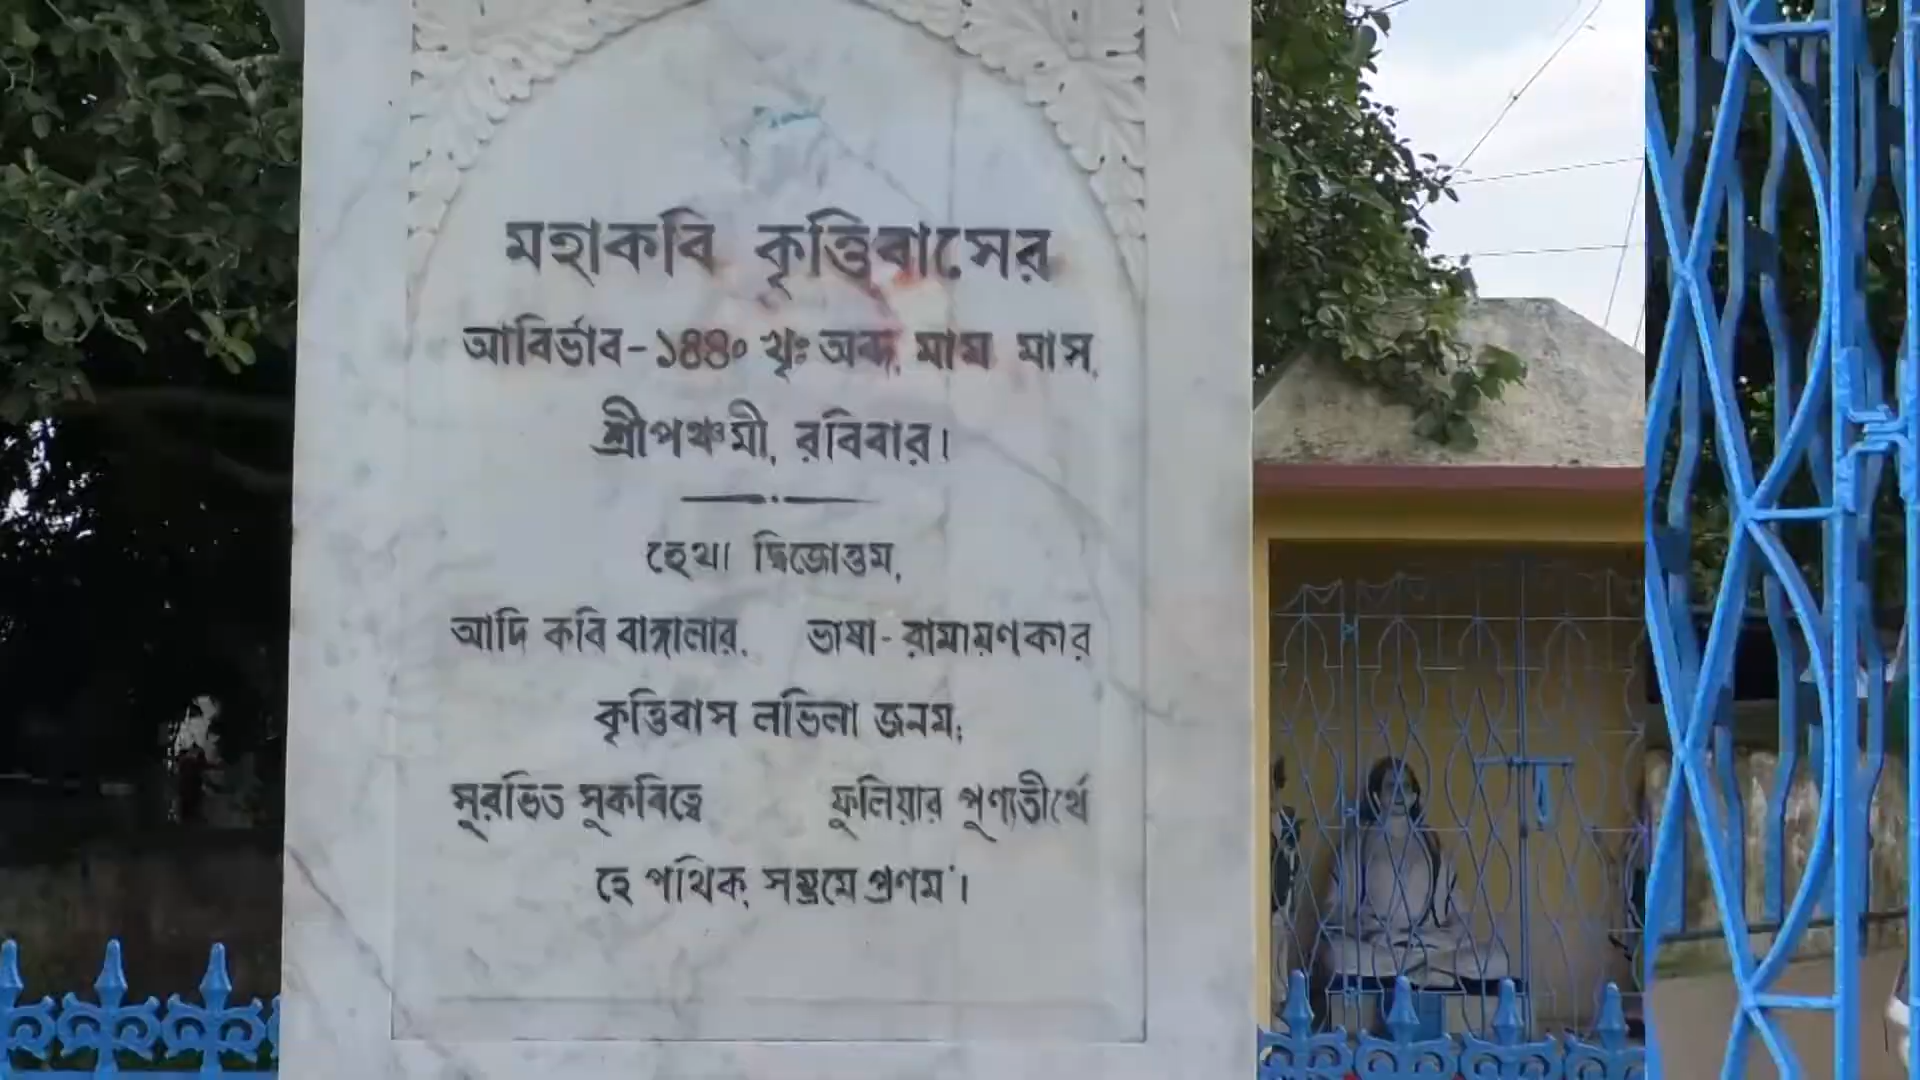 মহাকবি কৃত্তিবাসের
আবির্ভাব-১৪৪০ খৃঃ অব্দ, মাঘ মাস,
শ্রীপঞ্চমী, রবিবার।
হেথা দ্বিজোত্তম,
আদি কবি বাঙ্গালার, ভাষা-রামায়ণকার
কৃত্তিবাস লভিলা জনম;
সুরভিত সুকবিত্বে ফুলিয়ার পুণ্যতীর্থে
হে পথিক, সম্ভ্রমে প্রণম'।